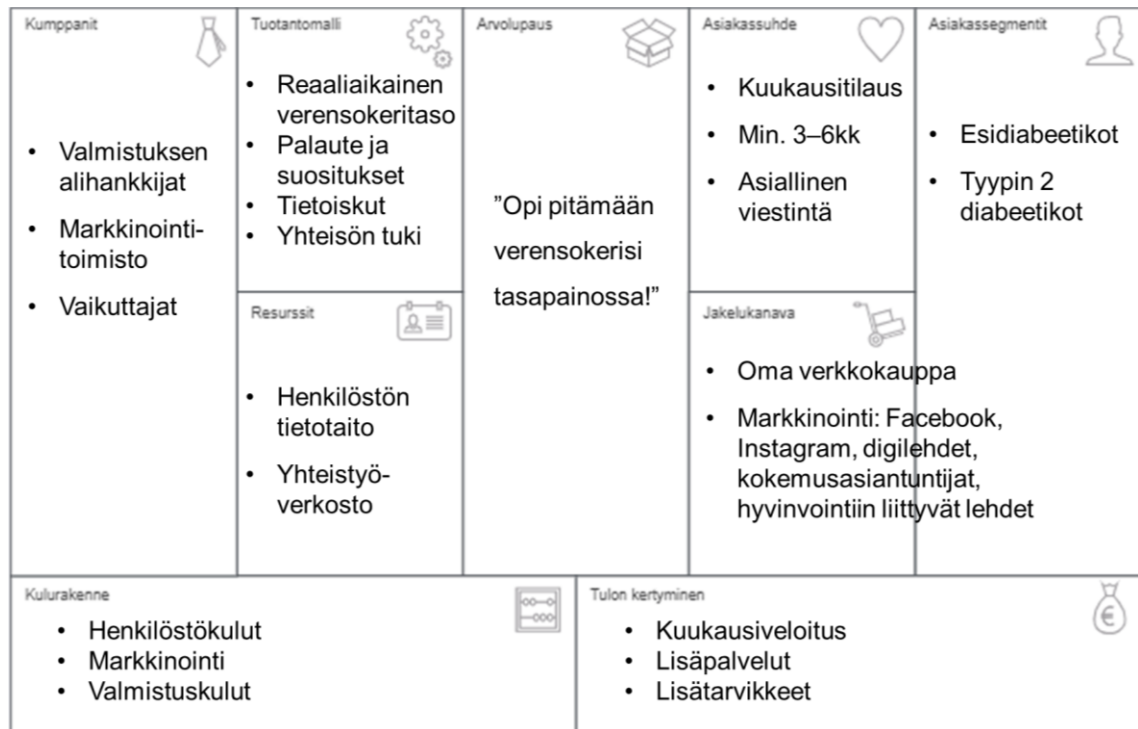 Kumppanit
• Valmistuksen
alihankkijat
• Markkinointi-
toimisto
• Vaikuttajat
Tuotantomalli
• Reaaliaikainen
verensokeritaso
• Palaute ja
suositukset
• Tietoiskut
• Yhteisön tuki
Resurssit
• Henkilöstön
tietotaito
• Yhteistyö-
verkosto
Arvolupaus
”Opi pitämään
verensokerisi
tasapainossa!”
Asiakassuhde
• Kuukausitilaus
• Min. 3–6kk
• Asiallinen
viestintä
Jakelukanava
• Oma verkkokauppa
• Markkinointi: Facebook,
Instagram, digilehdet,
kokemusasiantuntijat,
hyvinvointiin liittyvät lehdet
Asiakassegmentit
• Esidiabeetikot
• Tyypin 2
diabeetikot
Kulurakenne
• Henkilöstökulut
• Markkinointi
• Valmistuskulut
Tulon kertyminen
€
• Kuukausiveloitus
• Lisäpalvelut
• Lisätarvikkeet